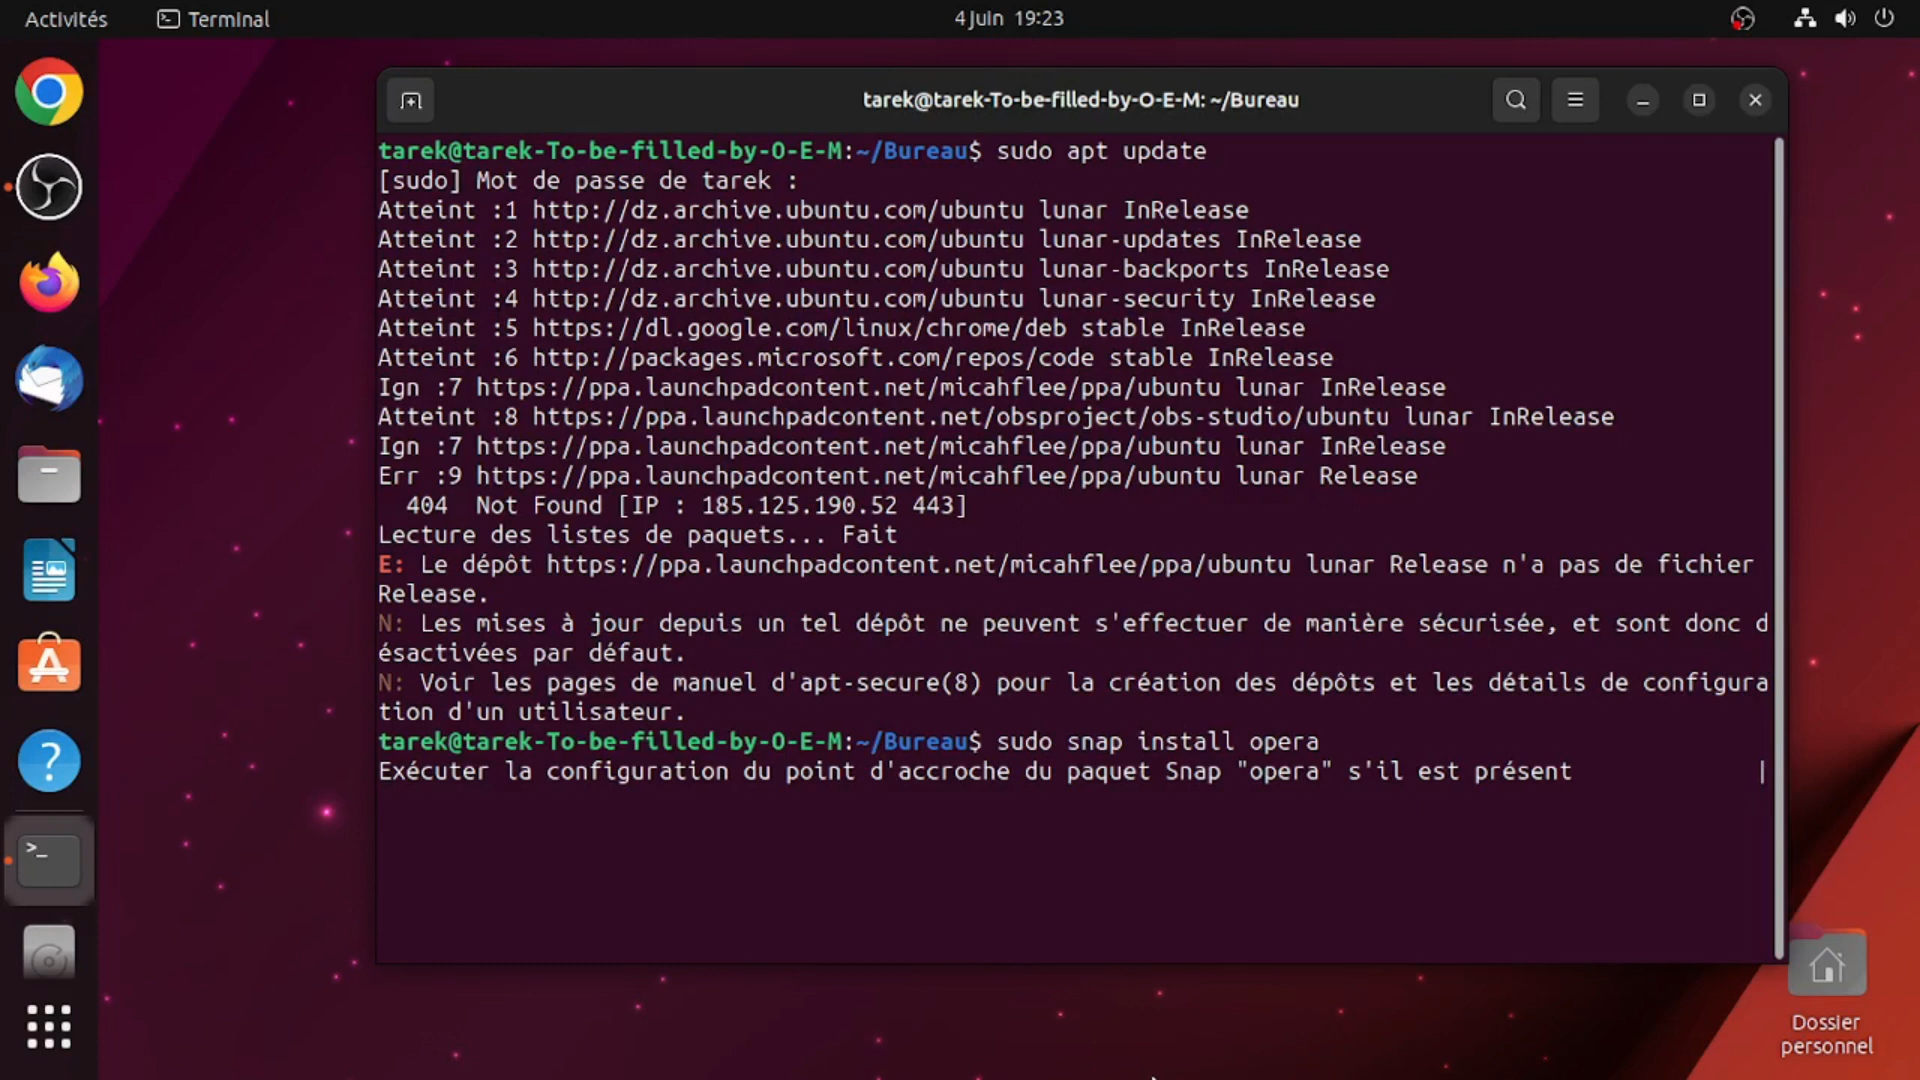 Activités
Terminal
4 juin 19:23
tarek@tarek-To-be-filled-by-O-E-M: ~/Bureau
tarek@tarek-To-be-filled-by-O-E-M:~/Bureau$ sudo apt update
[sudo] Mot de passe de tarek :
Atteint :1 http://dz.archive.ubuntu.com/ubuntu lunar InRelease
Atteint :2 http://dz.archive.ubuntu.com/ubuntu lunar-updates InRelease
Atteint :3 http://dz.archive.ubuntu.com/ubuntu lunar-backports InRelease
Atteint :4 http://dz.archive.ubuntu.com/ubuntu lunar-security InRelease
Atteint :5 https://dl.google.com/linux/chrome/deb stable InRelease
Atteint :6 http://packages.microsoft.com/repos/code stable InRelease
Ign :7 https://ppa.launchpadcontent.net/micahflee/ppa/ubuntu lunar InRelease
Atteint :8 https://ppa.launchpadcontent.net/obsproject/obs-studio/ubuntu lunar InRelease
Ign :7 https://ppa.launchpadcontent.net/micahflee/ppa/ubuntu lunar InRelease
Err :9 https://ppa.launchpadcontent.net/micahflee/ppa/ubuntu lunar Release
404  Not Found [IP : 185.125.190.52 443]
Lecture des listes de paquets... Fait
E: Le dépôt https://ppa.launchpadcontent.net/micahflee/ppa/ubuntu lunar Release n'a pas de fichier
Release.
N: Les mises à jour depuis un tel dépôt ne peuvent s'effectuer de manière sécurisée, et sont donc d
ésactivées par défaut.
N: Voir les pages de manuel d'apt-secure(8) pour la création des dépôts et les détails de configura
tion d'un utilisateur.
tarek@tarek-To-be-filled-by-O-E-M:~/Bureau$ sudo snap install opera
Exécuter la configuration du point d'accroche du paquet Snap "opera" s'il est présent |
Dossier
personnel